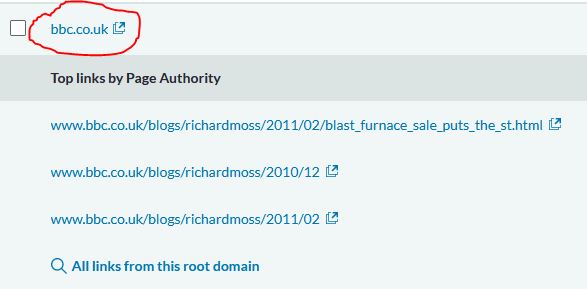 bbc.co.uk
Top links by Page Authority
www.bbc.co.uk/blogs/richardmoss/2011/02/blast_furnace_sale_puts_the_st.html
www.bbc.co.uk/blogs/richardmoss/2010/12
www.bbc.co.uk/blogs/richardmoss/2011/02
All links from this root domain